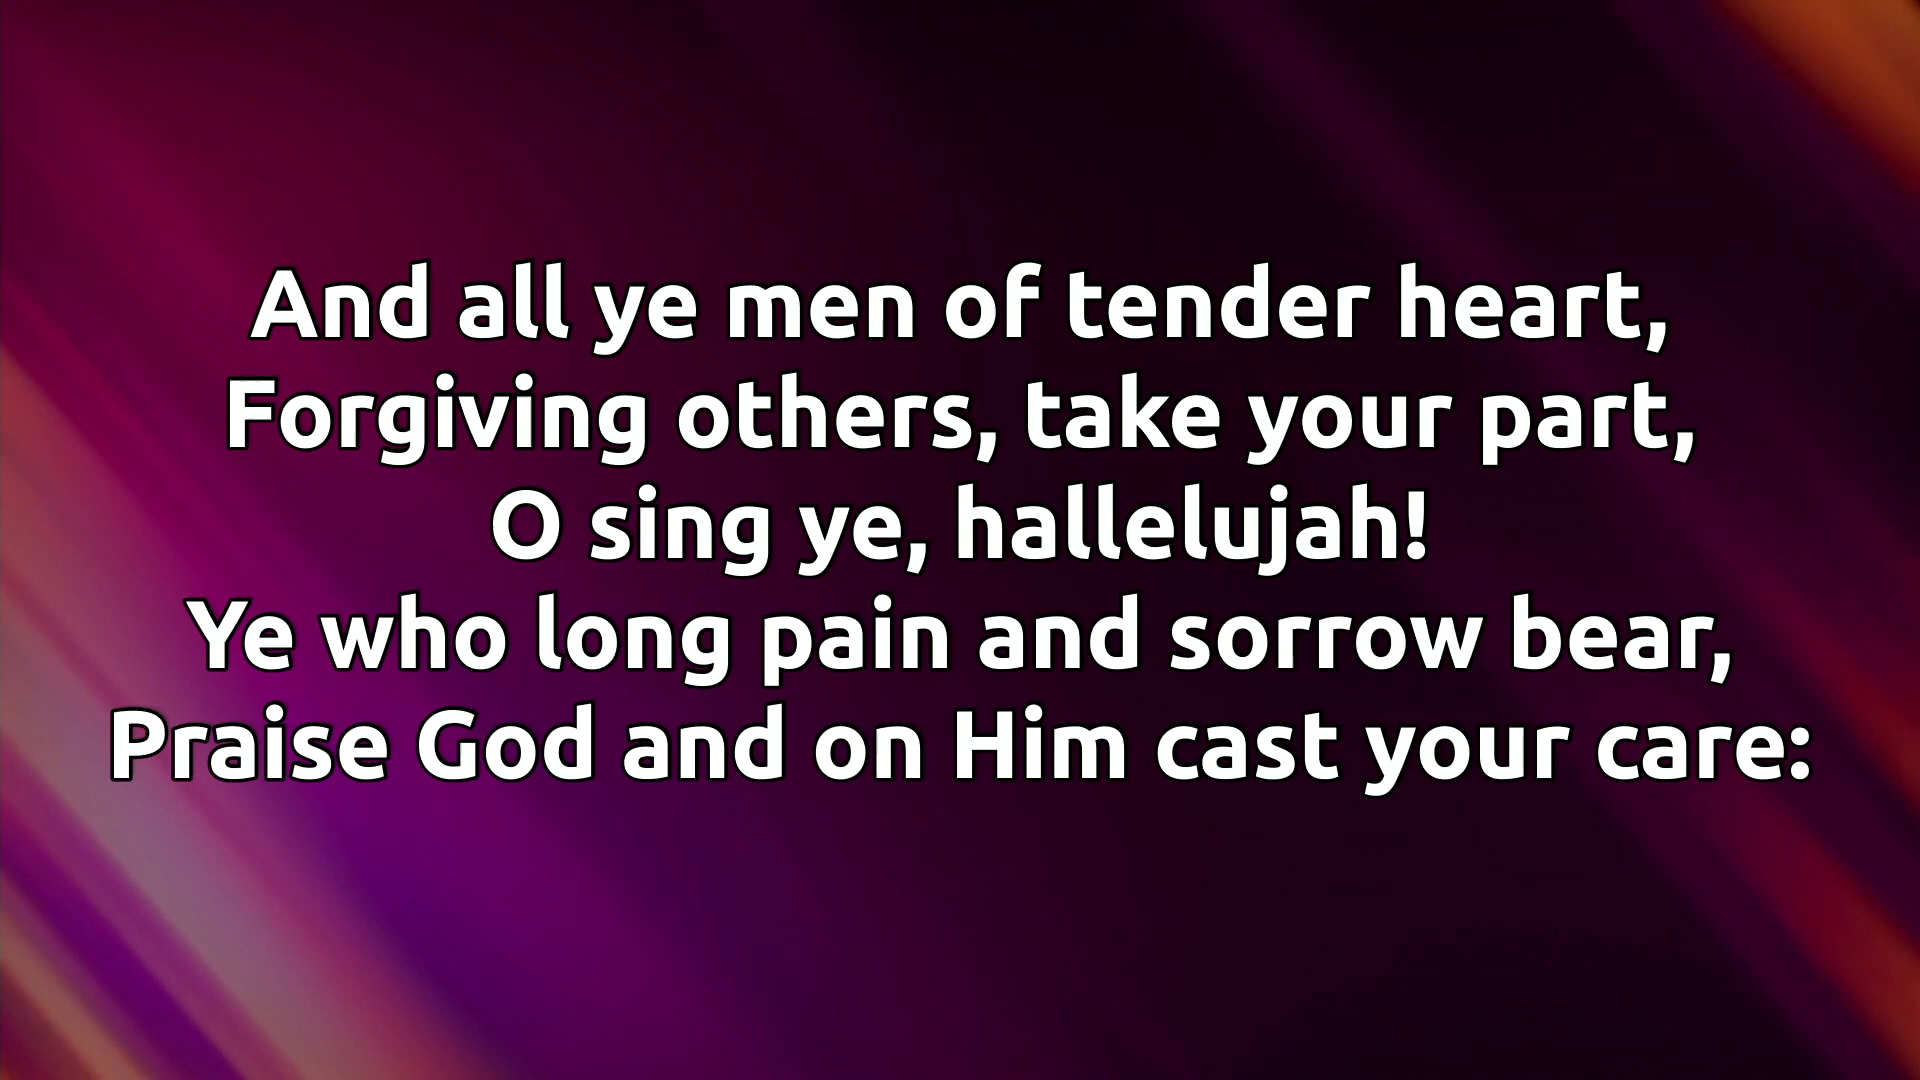 And all ye men of tender heart,
Forgiving others, take your part,
O sing ye, hallelujah!
Ye who long pain and sorrow bear,
Praise God and on Him cast your care: